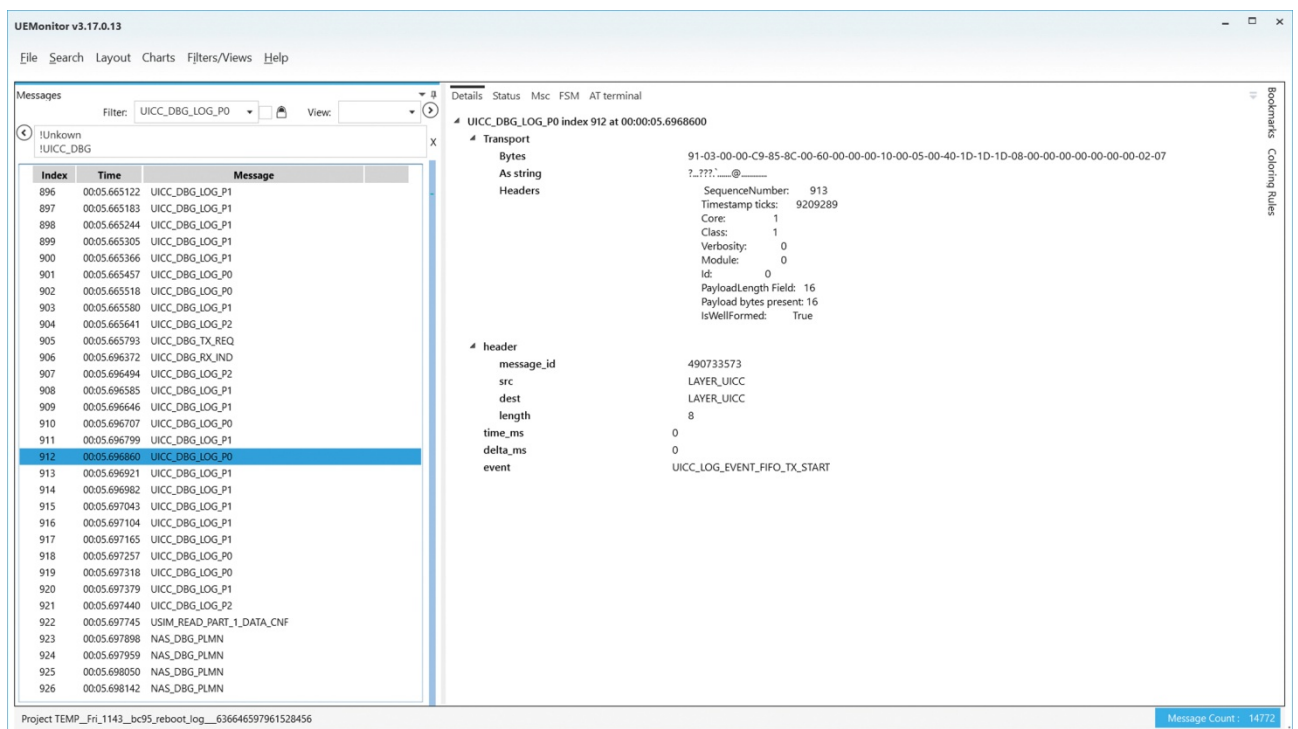 UEMonitor v3.17.0.13
File Search Layout Charts Filters/Views Help
Messages
Filter: UICC_DBG_LOG_P0 View:
!Unkown
!UICC_DBG
X
Index Time Message
896 00:05.665122 UICC_DBG_LOG_P1
897 00:05.665183 UICC_DBG_LOG_P1
898 00:05.665244 UICC_DBG_LOG_P1
899 00:05.665305 UICC_DBG_LOG_P1
900 00:05.665366 UICC_DBG_LOG_P1
901 00:05.665457 UICC_DBG_LOG_P0
902 00:05.665518 UICC_DBG_LOG_P0
903 00:05.665580 UICC_DBG_LOG_P1
904 00:05.665641 UICC_DBG_LOG_P2
905 00:05.665793 UICC_DBG_TX_REQ
906 00:05.696372 UICC_DBG_RX_IND
907 00:05.696494 UICC_DBG_LOG_P2
908 00:05.696585 UICC_DBG_LOG_P1
909 00:05.696646 UICC_DBG_LOG_P1
910 00:05.696707 UICC_DBG_LOG_P0
911 00:05.696799 UICC_DBG_LOG_P1
912 00:05.696860 UICC_DBG_LOG_P0
913 00:05.696921 UICC_DBG_LOG_P1
914 00:05.696982 UICC_DBG_LOG_P1
915 00:05.697043 UICC_DBG_LOG_P1
916 00:05.697104 UICC_DBG_LOG_P1
917 00:05.697165 UICC_DBG_LOG_P1
918 00:05.697257 UICC_DBG_LOG_P0
919 00:05.697318 UICC_DBG_LOG_P0
920 00:05.697379 UICC_DBG_LOG_P1
921 00:05.697440 UICC_DBG_LOG_P2
922 00:05.697745 USIM_READ_PART_1_DATA_CNF
923 00:05.697898 NAS_DBG_PLMN
924 00:05.697959 NAS_DBG_PLMN
925 00:05.698050 NAS_DBG_PLMN
926 00:05.698142 NAS_DBG_PLMN
Details Status Msc FSM AT terminal
UICC_DBG_LOG_P0 index 912 at 00:00:05.6968600
Transport
Bytes 91-03-00-00-C9-85-8C-00-60-00-00-00-10-00-05-00-40-1D-1D-1D-08-00-00-00-00-00-00-00-02-07
As string ?...???.`......@..........
Headers SequenceNumber: 913
Timestamp ticks: 9209289
Core: 1
Class: 1
Verbosity: 0
Module: 0
Id: 0
PayloadLength Field: 16
Payload bytes present: 16
IsWellFormed: True
header
message_id 490733573
src LAYER_UICC
dest LAYER_UICC
length 8
time_ms 0
delta_ms 0
event UICC_LOG_EVENT_FIFO_TX_START
Bookmarks
Coloring Rules
Project TEMP__Fri_1143__bc95_reboot_log___636646597961528456
Message Count : 14772